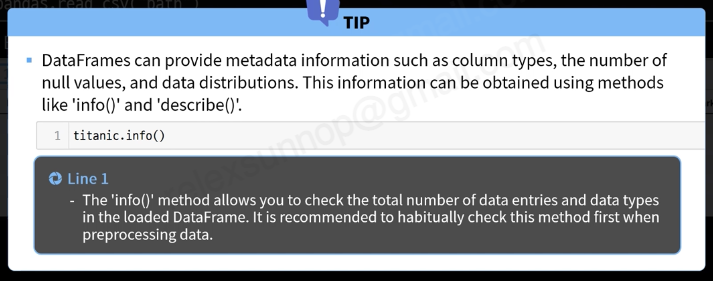 pandas.read_csv( path )
TIP
DataFrames can provide metadata information such as column types, the number of
null values, and data distributions. This information can be obtained using methods
like 'info()' and 'describe()'.
1 titanic.info()
Line 1
- The 'info()' method allows you to check the total number of data entries and data types
in the loaded DataFrame. It is recommended to habitually check this method first when
preprocessing data.